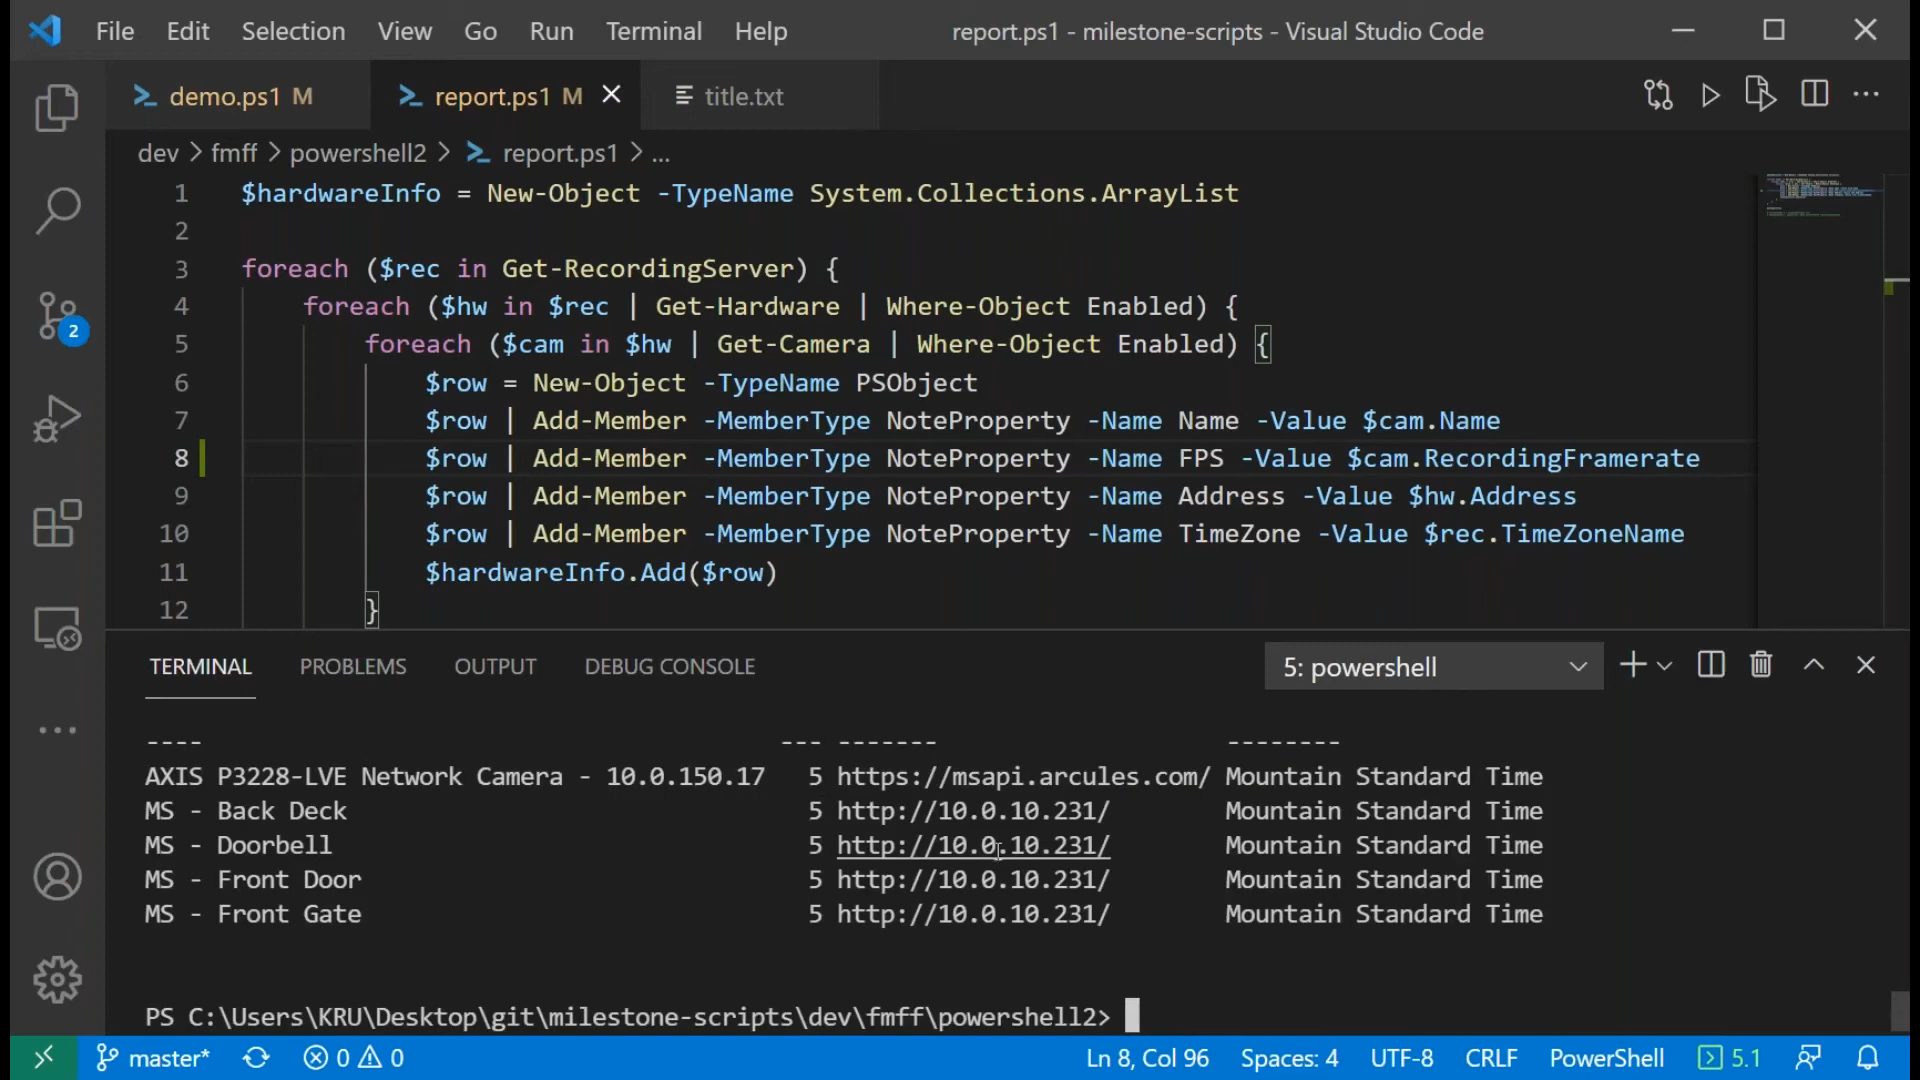 File Edit Selection View Go Run Terminal Help report.ps1 - milestone-scripts - Visual Studio Code
demo.ps1 M report.ps1 M title.txt
dev > fmff > powershell2 > report.ps1 > ...
1 $hardwareInfo = New-Object -TypeName System.Collections.ArrayList
2
3 foreach ($rec in Get-RecordingServer) {
4 foreach ($hw in $rec | Get-Hardware | Where-Object Enabled) {
5 foreach ($cam in $hw | Get-Camera | Where-Object Enabled) {
6 $row = New-Object -TypeName PSObject
7 $row | Add-Member -MemberType NoteProperty -Name Name -Value $cam.Name
8 $row | Add-Member -MemberType NoteProperty -Name FPS -Value $cam.RecordingFramerate
9 $row | Add-Member -MemberType NoteProperty -Name Address -Value $hw.Address
10 $row | Add-Member -MemberType NoteProperty -Name TimeZone -Value $rec.TimeZoneName
11 $hardwareInfo.Add($row)
12 }
2
TERMINAL PROBLEMS OUTPUT DEBUG CONSOLE 5: powershell
---- --- ------- --------
AXIS P3228-LVE Network Camera - 10.0.150.17 5 https://msapi.arcules.com/ Mountain Standard Time
MS - Back Deck 5 http://10.0.10.231/ Mountain Standard Time
MS - Doorbell 5 http://10.0.10.231/ Mountain Standard Time
MS - Front Door 5 http://10.0.10.231/ Mountain Standard Time
MS - Front Gate 5 http://10.0.10.231/ Mountain Standard Time
PS C:\Users\KRU\Desktop\git\milestone-scripts\dev\fmff\powershell2>
master* 0 0 Ln 8, Col 96 Spaces: 4 UTF-8 CRLF PowerShell 5.1